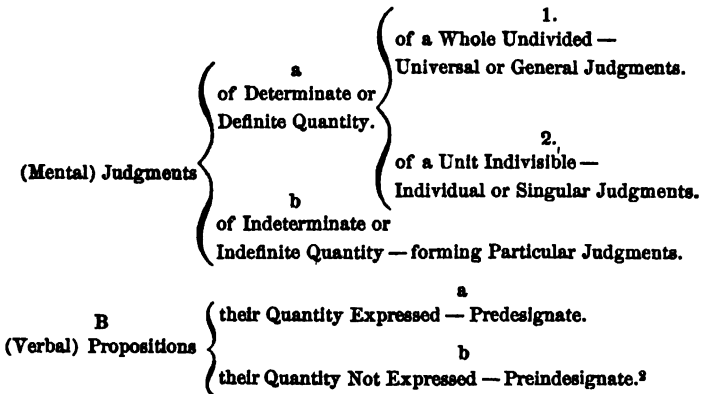 1.
of a Whole Undivided —
Universal or General Judgments.
a
of Determinate or
Definite Quantity.
2.
of a Unit Indivisible —
Individual or Singular Judgments.
(Mental) Judgments
b
of Indeterminate or
Indefinite Quantity — forming Particular Judgments.
a
their Quantity Expressed — Predesignate.
B
(Verbal) Propositions
b
their Quantity Not Expressed — Preindesignate.²